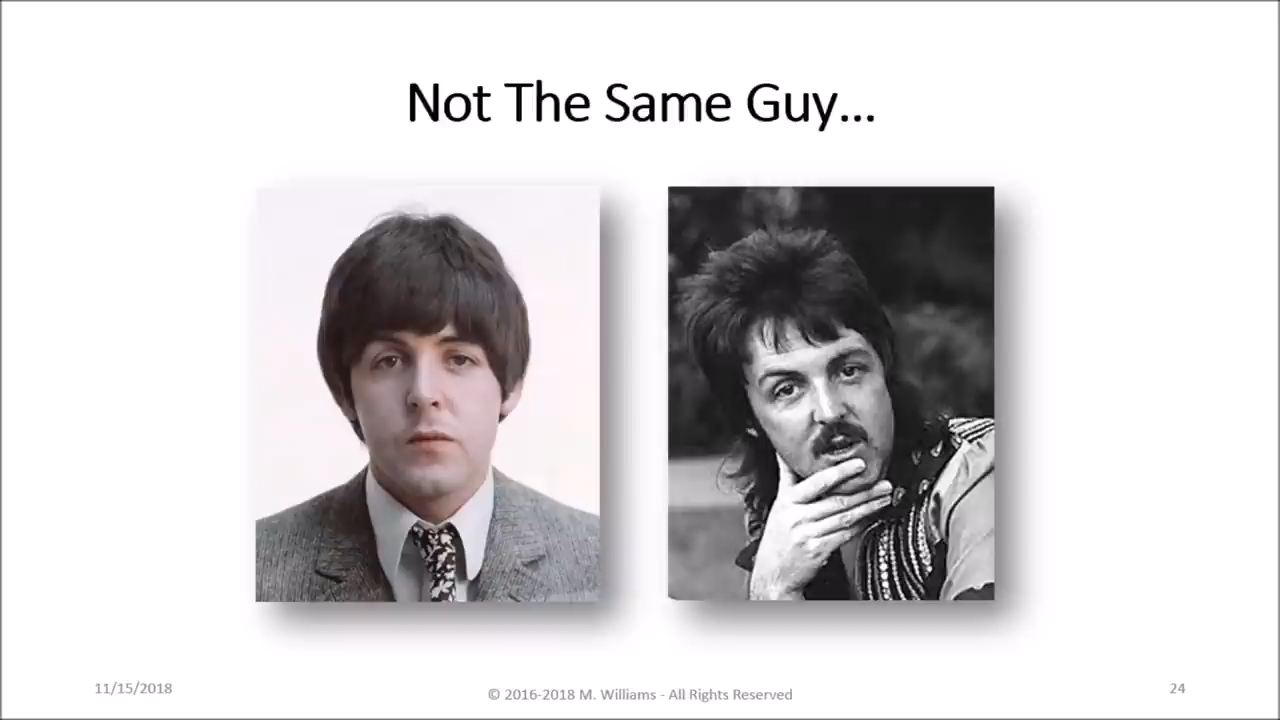 Not The Same Guy...
11/15/2018
© 2016-2018 M. Williams - All Rights Reserved
24